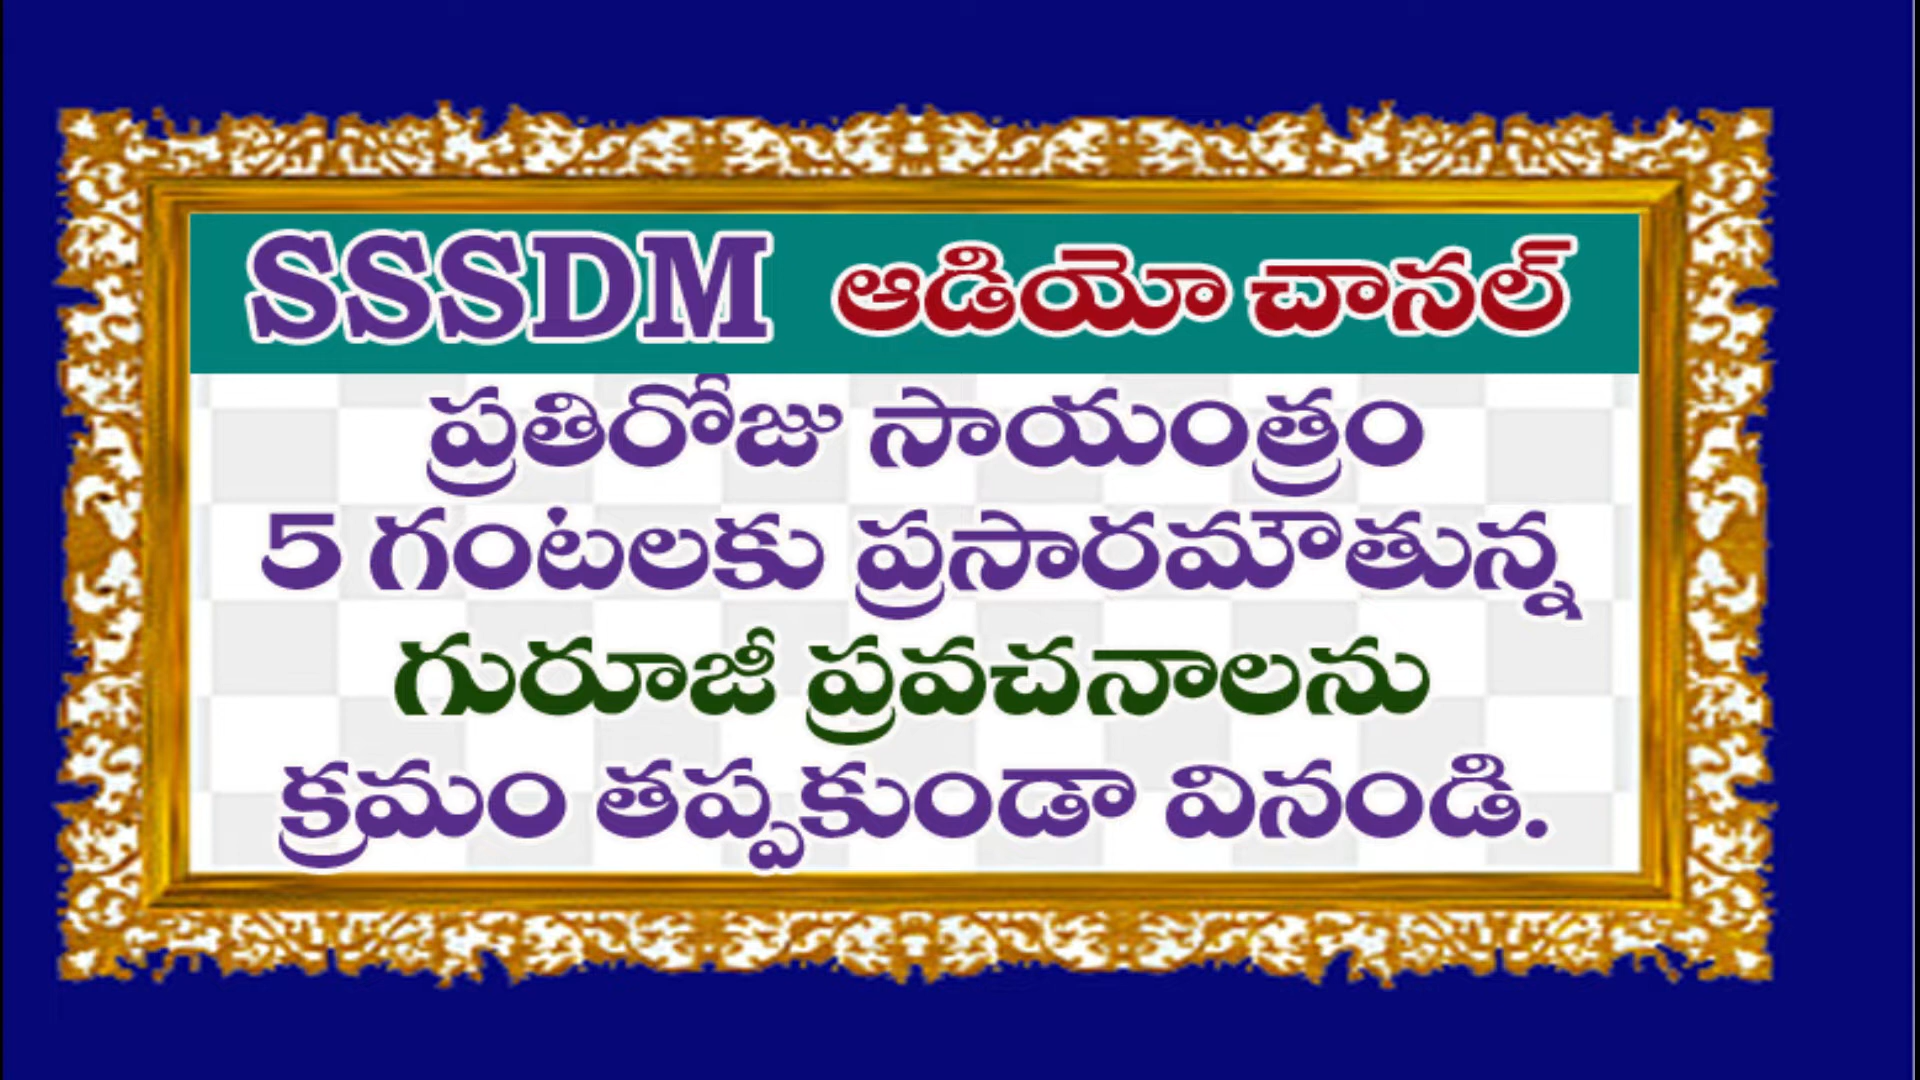 SSSDM ఆడియో చానల్
ప్రతిరోజు సాయంత్రం
5 గంటలకు ప్రసారమౌతున్న
గురూజీ ప్రవచనాలను
క్రమం తప్పకుండా వినండి.